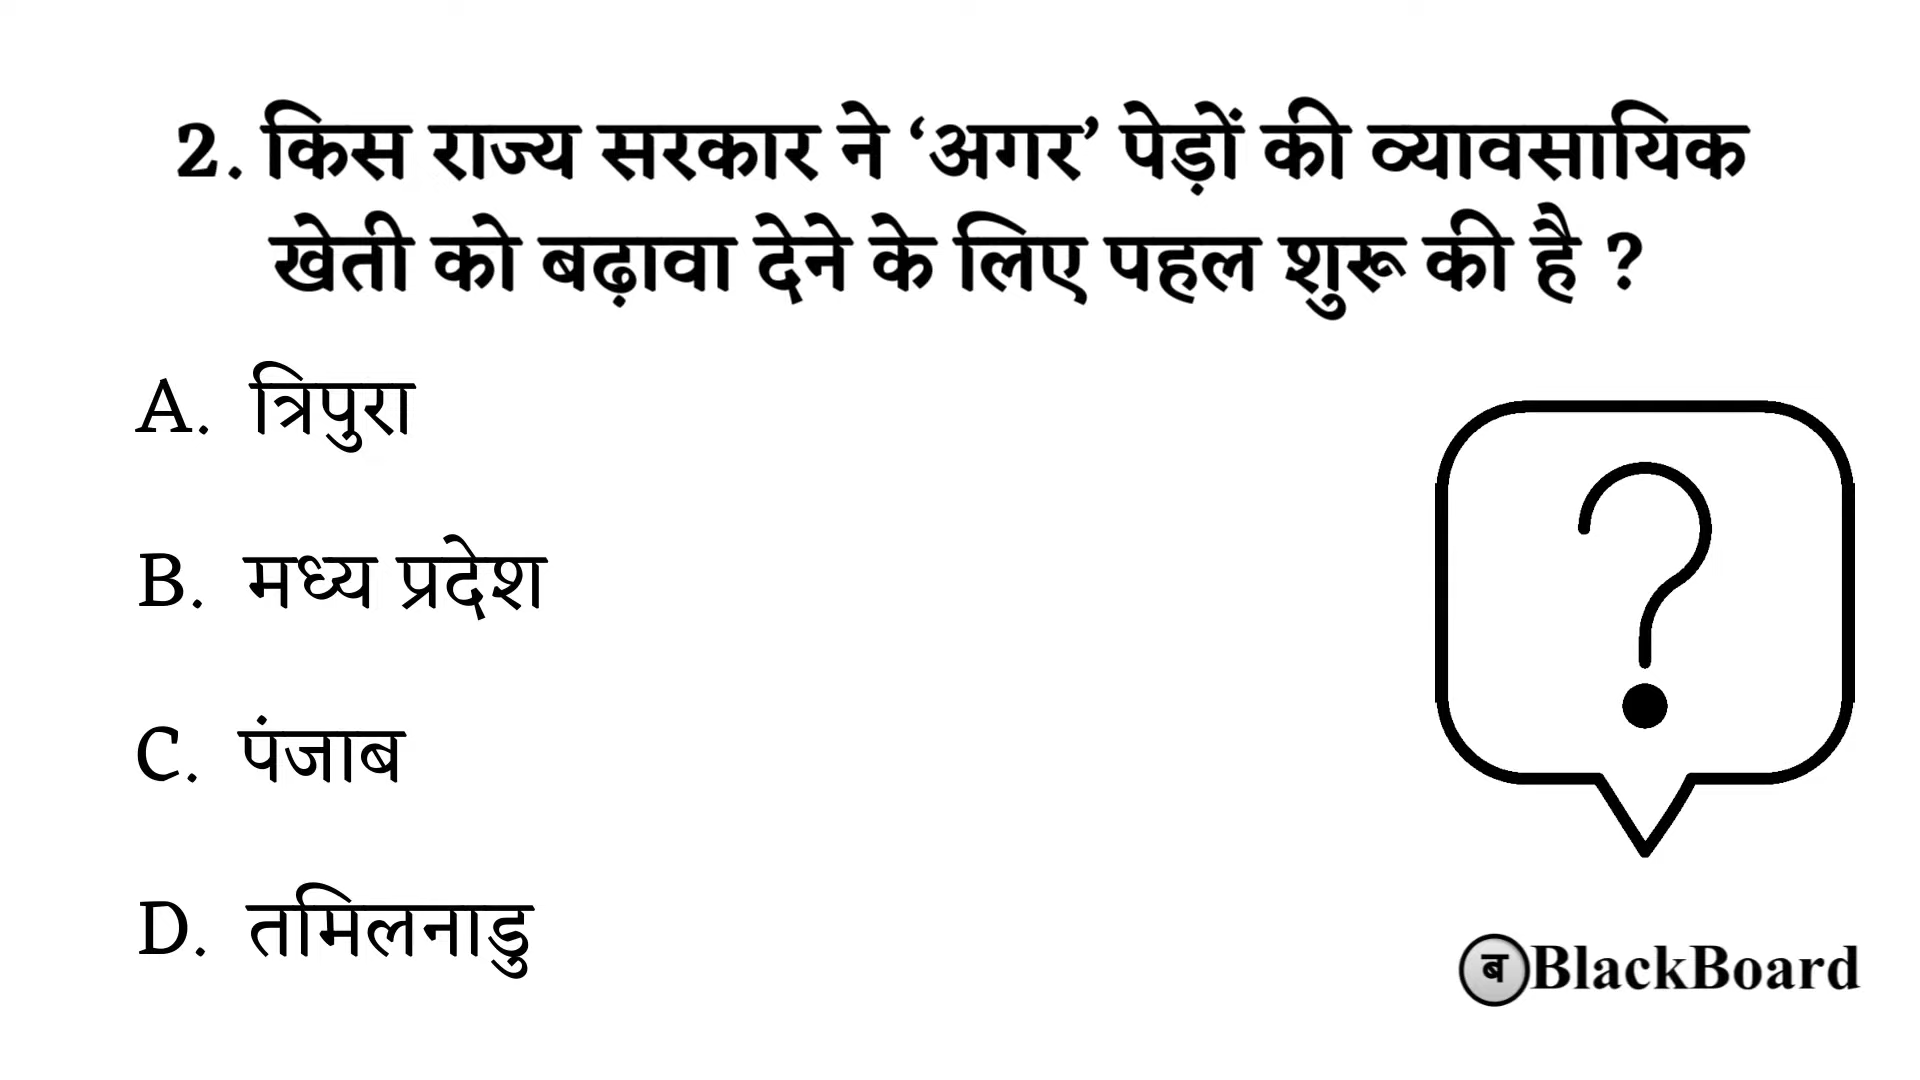 2. किस राज्य सरकार ने ‘अगर’ पेड़ों की व्यावसायिक
खेती को बढ़ावा देने के लिए पहल शुरू की है ?
A. त्रिपुरा
B. मध्य प्रदेश
C. पंजाब
D. तमिलनाडु
?
ब BlackBoard